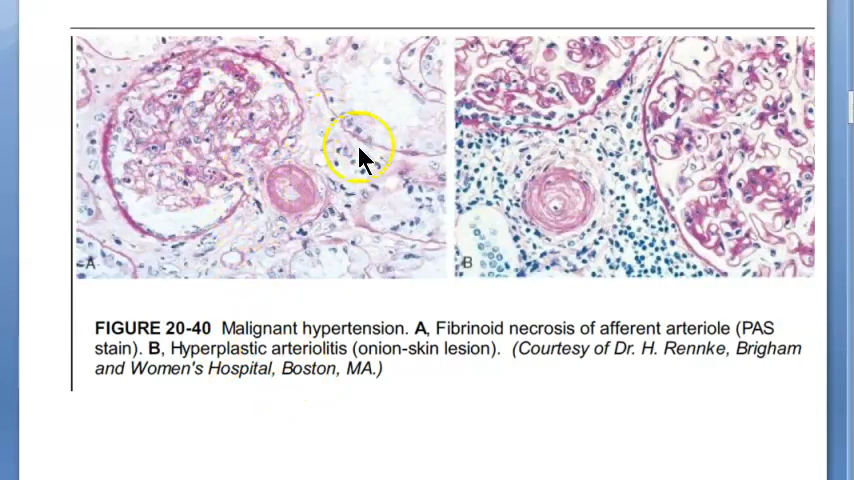 A
B
FIGURE 20-40 Malignant hypertension. A, Fibrinoid necrosis of afferent arteriole (PAS
stain). B, Hyperplastic arteriolitis (onion-skin lesion). (Courtesy of Dr. H. Rennke, Brigham
and Women's Hospital, Boston, MA.)